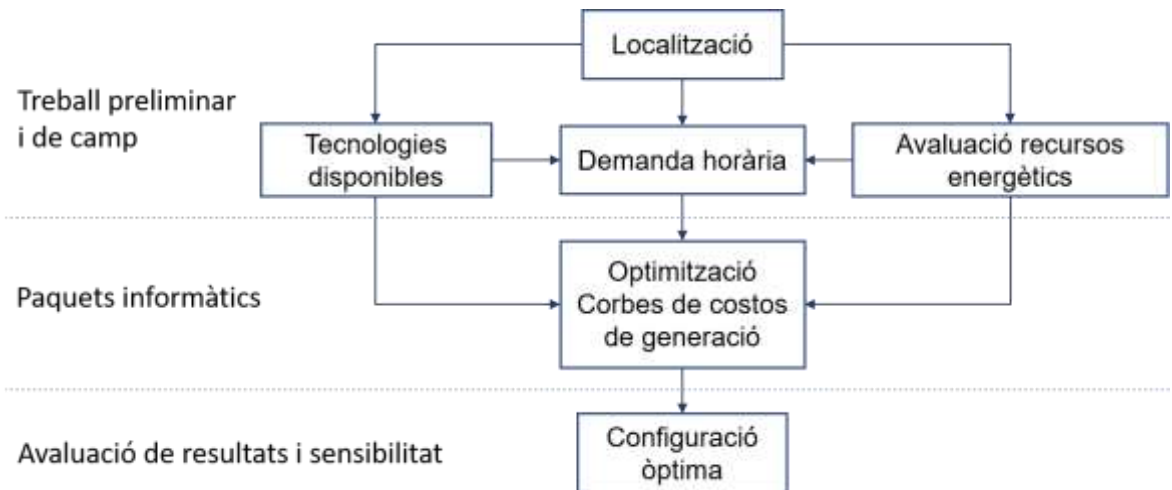 Localització
Treball preliminar
i de camp
Tecnologies
disponibles
Demanda horària
Avaluació recursos
energètics
Paquets informàtics
Optimització
Corbes de costos
de generació
Avaluació de resultats i sensibilitat
Configuració
òptima